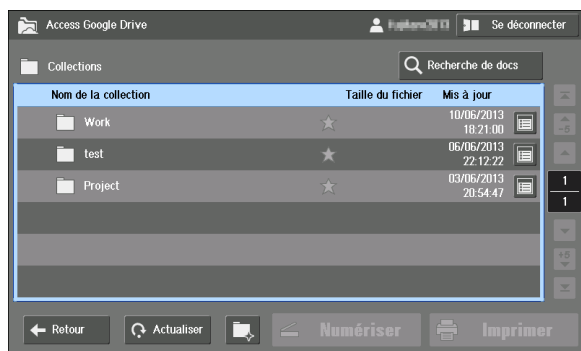 Access Google Drive
Se déconnecter
Collections
Recherche de docs
Nom de la collection Taille du fichier Mis à jour
Work 10/06/2013
18:21:00
test 06/06/2013
22:12:22
Project 03/06/2013
20:54:47
-5
1
1
+5
Retour Actualiser Numériser Imprimer